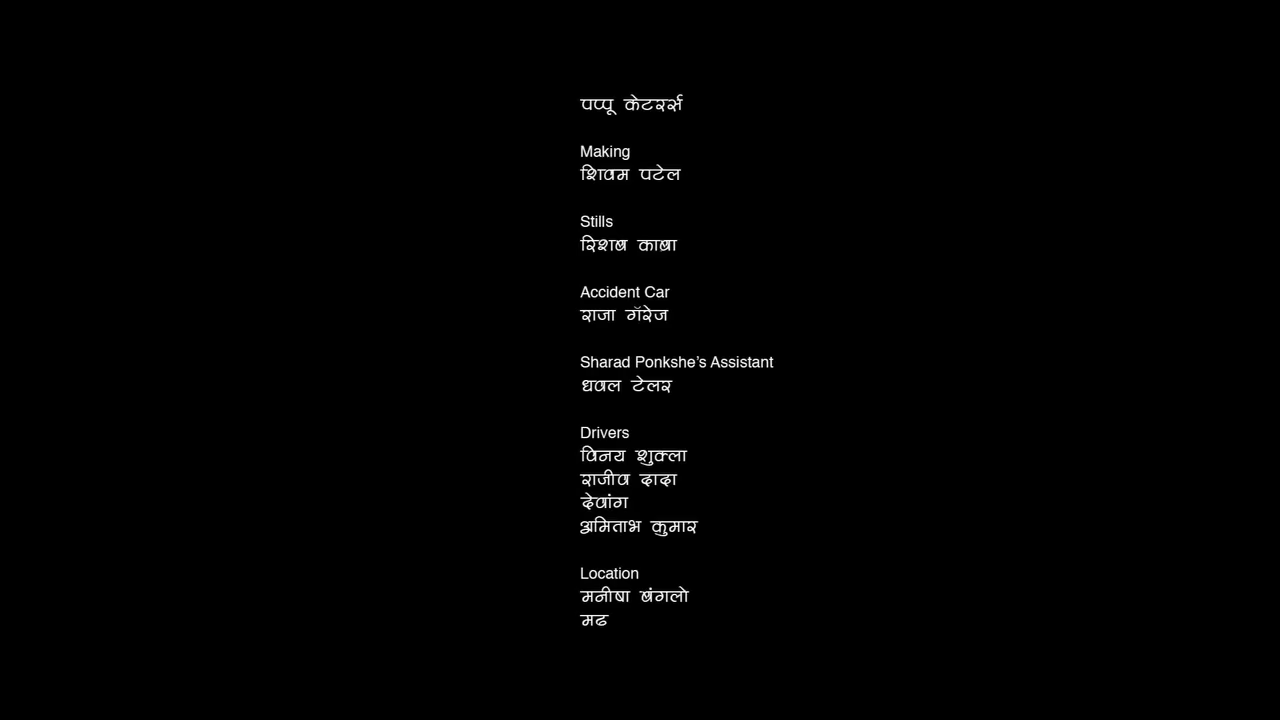 पप्पू केटरर्स
Making
शिवम पटेल
Stills
रिशब काबा
Accident Car
राजा गॅरेज
Sharad Ponkshe’s Assistant
धवल टेलर
Drivers
विनय शुक्ला
राजीव दादा
देवांग
अमिताभ कुमार
Location
मनीषा बंगलो
मढ